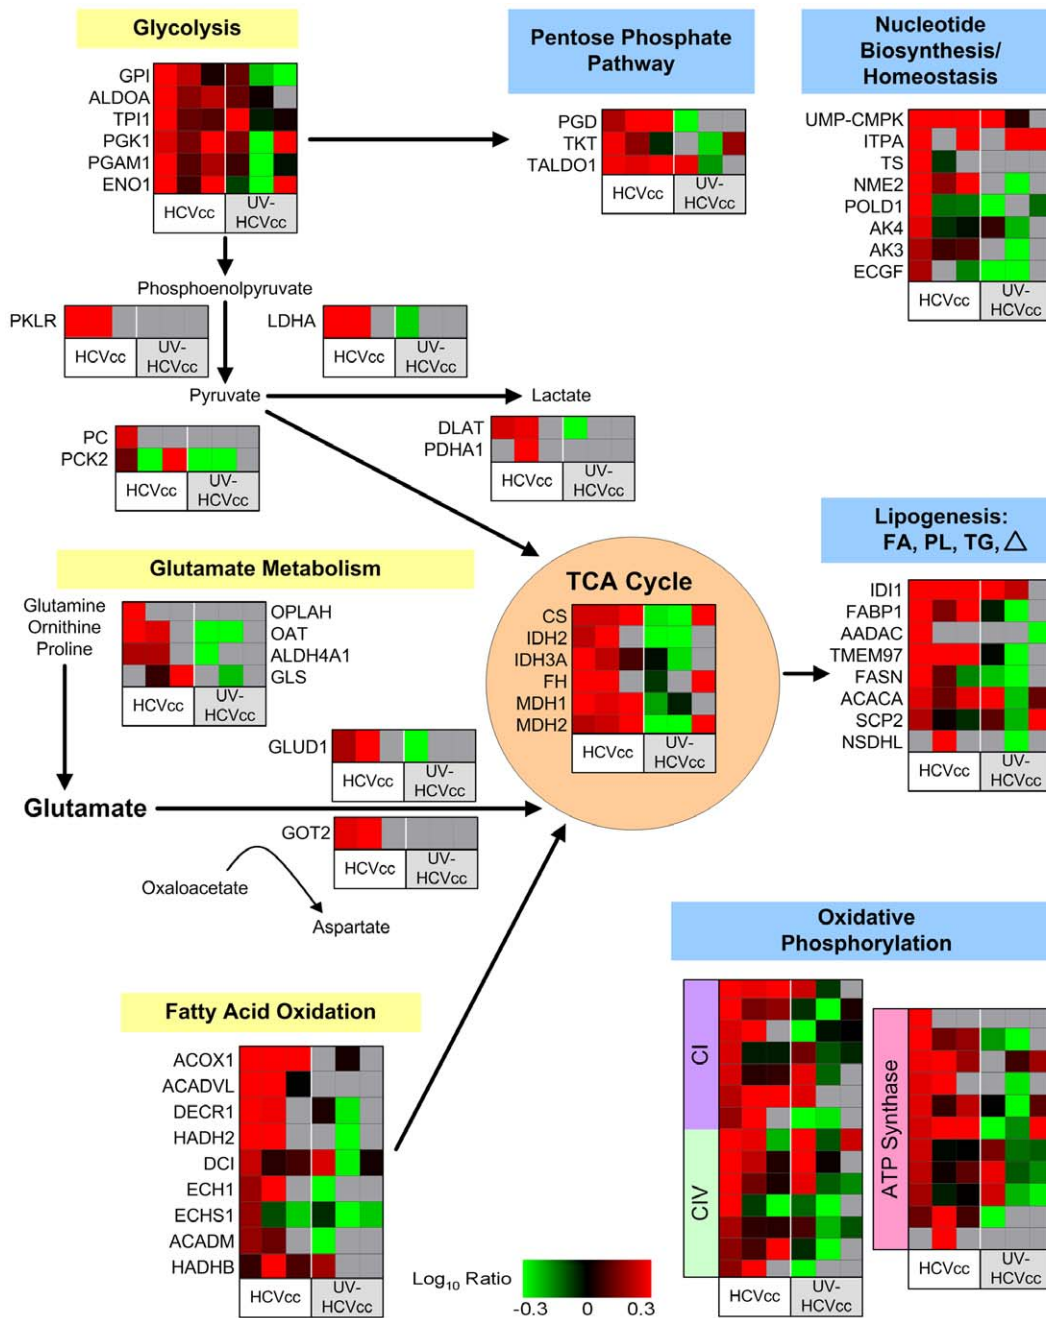 Glycolysis
GPI
ALDOA
TPI1
PGK1
PGAM1
ENO1
HCVcc
UV-
HCVcc
Pentose Phosphate
Pathway
PGD
TKT
TALDO1
HCVcc
UV-
HCVcc
Nucleotide
Biosynthesis/
Homeostasis
UMP-CMPK
ITPA
TS
NME2
POLD1
AK4
AK3
ECGF
HCVcc
UV-
HCVcc
Phosphoenolpyruvate
PKLR
HCVcc
UV-
HCVcc
LDHA
HCVcc
UV-
HCVcc
Pyruvate
Lactate
PC
PCK2
HCVcc
UV-
HCVcc
DLAT
PDHA1
HCVcc
UV-
HCVcc
Glutamate Metabolism
Glutamine
Ornithine
Proline
OPLAH
OAT
ALDH4A1
GLS
HCVcc
UV-
HCVcc
GLUD1
HCVcc
UV-
HCVcc
Glutamate
GOT2
HCVcc
UV-
HCVcc
Oxaloacetate
Aspartate
TCA Cycle
CS
IDH2
IDH3A
FH
MDH1
MDH2
HCVcc
UV-
HCVcc
Lipogenesis:
FA, PL, TG, △
IDI1
FABP1
AADAC
TMEM97
FASN
ACACA
SCP2
NSDHL
HCVcc
UV-
HCVcc
Fatty Acid Oxidation
ACOX1
ACADVL
DECR1
HADH2
DCI
ECH1
ECHS1
ACADM
HADHB
HCVcc
UV-
HCVcc
Log10 Ratio
-0.3 0 0.3
Oxidative
Phosphorylation
CI
CIV
HCVcc
UV-
HCVcc
ATP Synthase
HCVcc
UV-
HCVcc